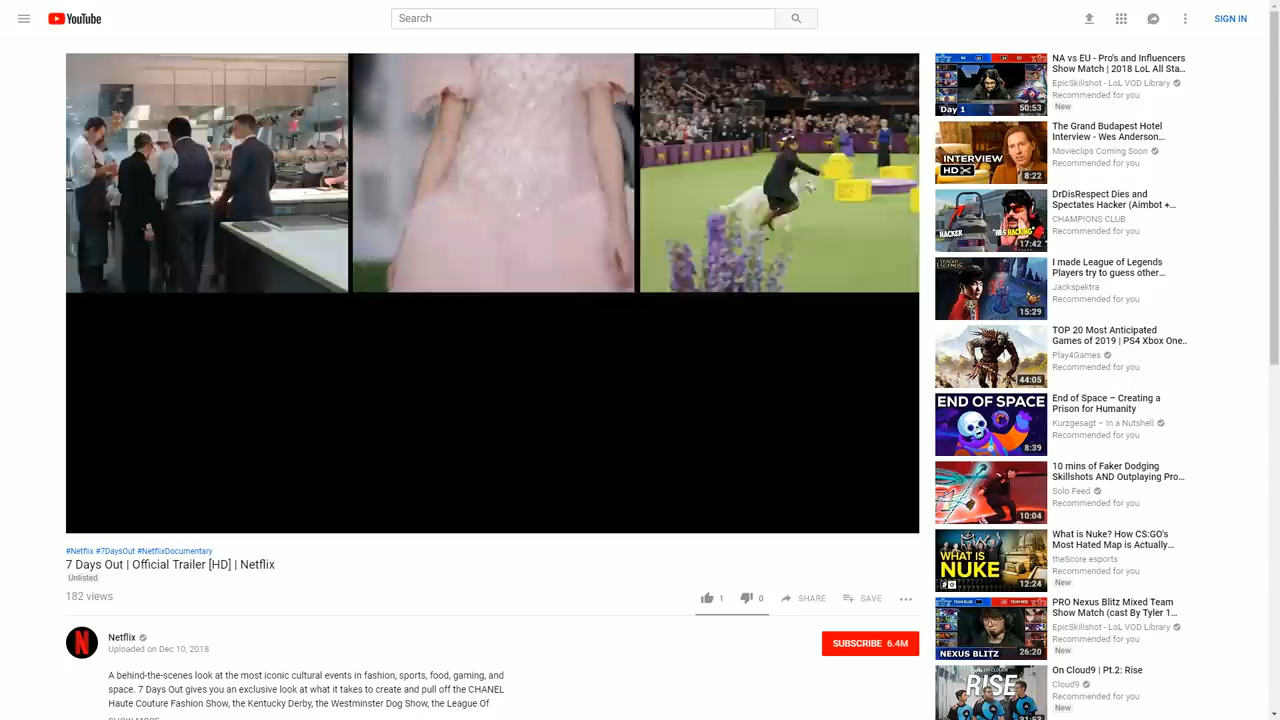 YouTube
Search
SIGN IN
#Netflix #7DaysOut #NetflixDocumentary
7 Days Out | Official Trailer [HD] | Netflix
Unlisted
182 views
1
0
SHARE
SAVE
N
Netflix
Uploaded on Dec 10, 2018
SUBSCRIBE 6.4M
A behind-the-scenes look at the most iconic cultural events in fashion, sports, food, gaming, and
space. 7 Days Out gives you an exclusive look at what it takes to create and pull off the CHANEL
Haute Couture Fashion Show, the Kentucky Derby, the Westminster Dog Show, the League Of
SHOW MORE
Day 1
50:53
NA vs EU - Pro's and Influencers
Show Match | 2018 LoL All Sta...
EpicSkillshot - LoL VOD Library
Recommended for you
New
INTERVIEW
HD
8:22
The Grand Budapest Hotel
Interview - Wes Anderson...
Movieclips Coming Soon
Recommended for you
HACKER
HACKING
17:42
DrDisRespect Dies and
Spectates Hacker (Aimbot +...
CHAMPIONS CLUB
Recommended for you
15:29
I made League of Legends
Players try to guess other...
Jackspektra
Recommended for you
44:05
TOP 20 Most Anticipated
Games of 2019 | PS4 Xbox One..
Play4Games
Recommended for you
END OF SPACE
8:39
End of Space – Creating a
Prison for Humanity
Kurzgesagt – In a Nutshell
Recommended for you
10:04
10 mins of Faker Dodging
Skillshots AND Outplaying Pro...
Solo Feed
Recommended for you
WHAT IS
NUKE
12:24
What is Nuke? How CS:GO's
Most Hated Map is Actually...
theScore esports
Recommended for you
New
NEXUS BLITZ
26:20
PRO Nexus Blitz Mixed Team
Show Match (cast By Tyler 1...
EpicSkillshot - LoL VOD Library
Recommended for you
New
ON CLOUD9
RISE
On Cloud9 | Pt.2: Rise
Cloud9
Recommended for you
New